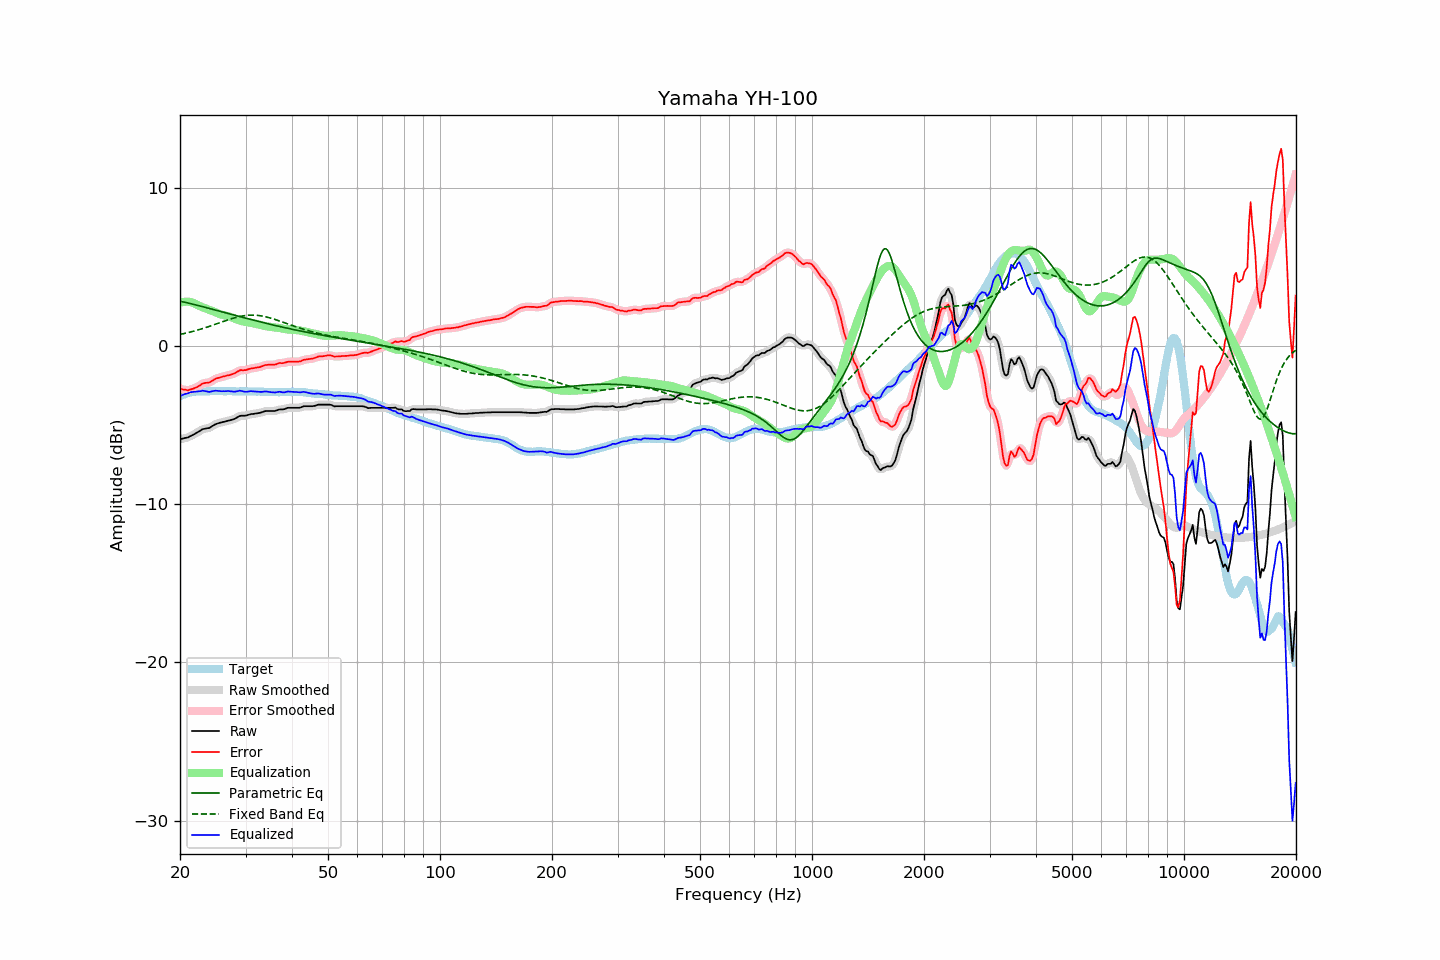 Yamaha YH-100
Amplitude (dBr)
10
0
−10
−20
−30
Target
Raw Smoothed
Error Smoothed
Raw
Error
Equalization
Parametric Eq
Fixed Band Eq
Equalized
20 50 100 200 500 1000 2000 5000 10000 20000
Frequency (Hz)